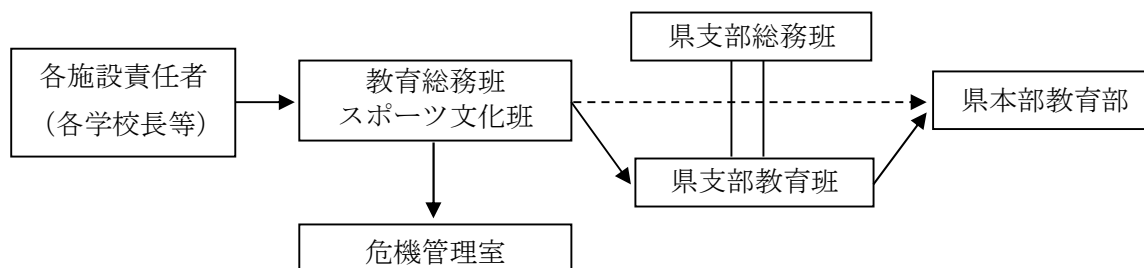 県支部総務班
各施設責任者
（各学校長等）
教育総務班
スポーツ文化班
県本部教育部
県支部教育班
危機管理室